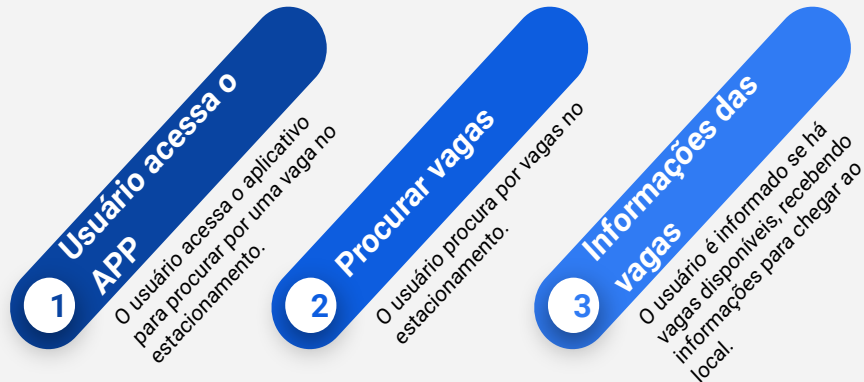 1
Usuário acessa o
APP
O usuário acessa o aplicativo
para procurar por uma vaga no
estacionamento.
2
Procurar vagas
O usuário procura por vagas no
estacionamento.
3
Informações das
vagas
O usuário é informado se há
vagas disponíveis, recebendo
informações para chegar ao
local.